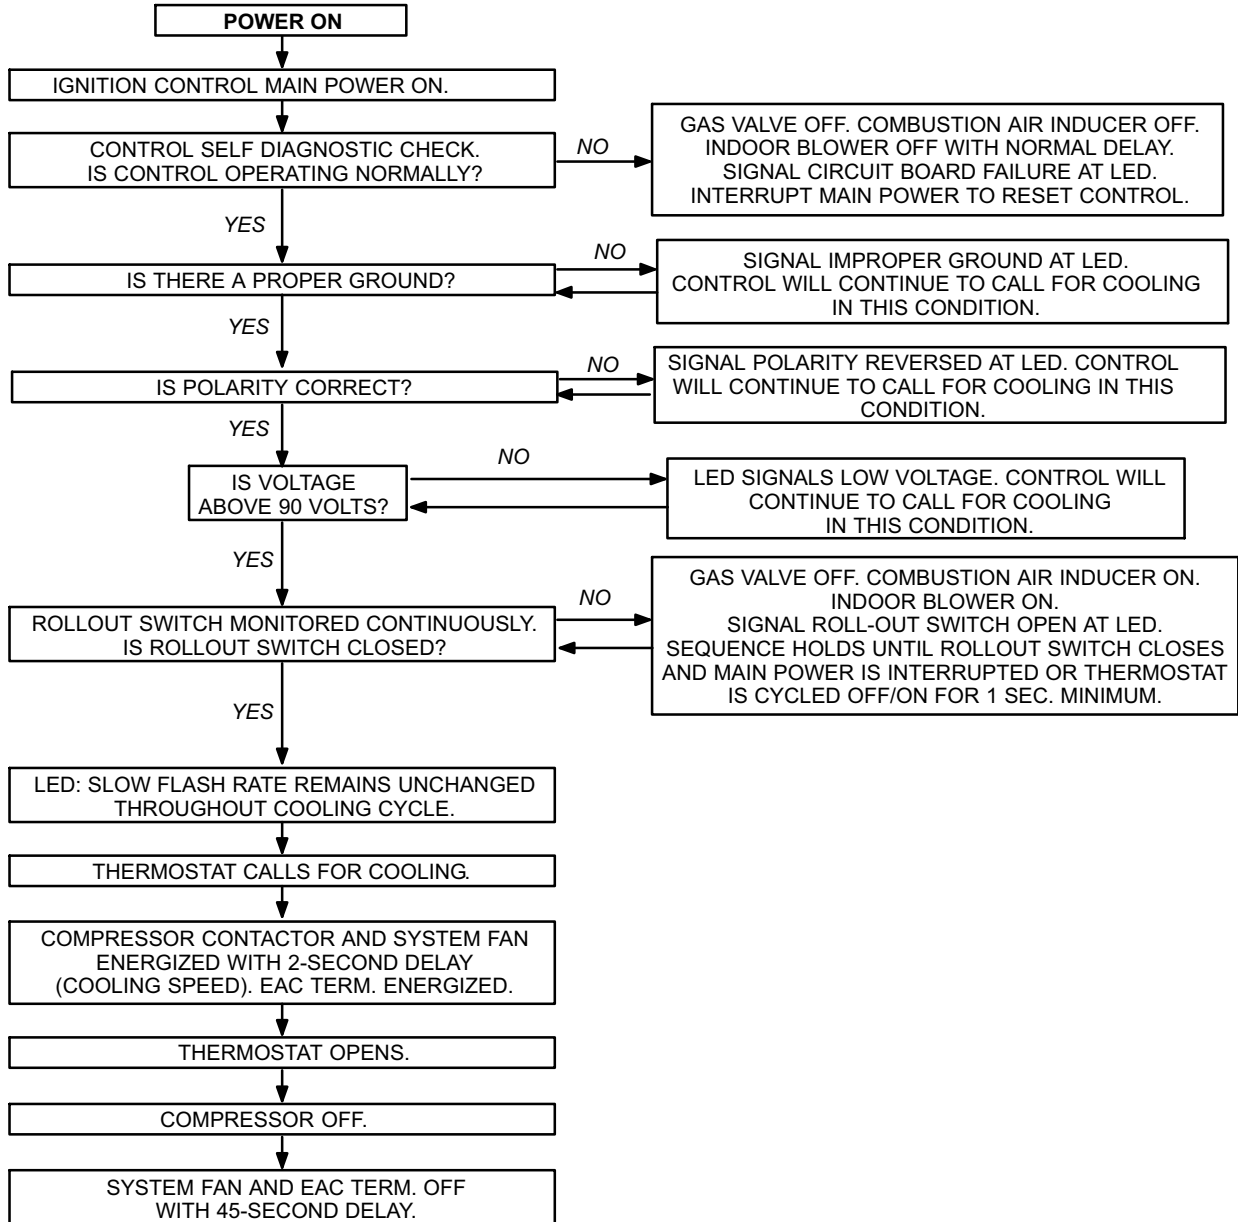 POWER ON
IGNITION CONTROL MAIN POWER ON.
CONTROL SELF DIAGNOSTIC CHECK.
IS CONTROL OPERATING NORMALLY?
NO
GAS VALVE OFF. COMBUSTION AIR INDUCER OFF.
INDOOR BLOWER OFF WITH NORMAL DELAY.
SIGNAL CIRCUIT BOARD FAILURE AT LED.
INTERRUPT MAIN POWER TO RESET CONTROL.
YES
IS THERE A PROPER GROUND?
NO
SIGNAL IMPROPER GROUND AT LED.
CONTROL WILL CONTINUE TO CALL FOR COOLING
IN THIS CONDITION.
YES
IS POLARITY CORRECT?
NO
SIGNAL POLARITY REVERSED AT LED. CONTROL
WILL CONTINUE TO CALL FOR COOLING IN THIS
CONDITION.
YES
IS VOLTAGE
ABOVE 90 VOLTS?
NO
LED SIGNALS LOW VOLTAGE. CONTROL WILL
CONTINUE TO CALL FOR COOLING
IN THIS CONDITION.
YES
ROLLOUT SWITCH MONITORED CONTINUOUSLY.
IS ROLLOUT SWITCH CLOSED?
NO
GAS VALVE OFF. COMBUSTION AIR INDUCER ON.
INDOOR BLOWER ON.
SIGNAL ROLL-OUT SWITCH OPEN AT LED.
SEQUENCE HOLDS UNTIL ROLLOUT SWITCH CLOSES
AND MAIN POWER IS INTERRUPTED OR THERMOSTAT
IS CYCLED OFF/ON FOR 1 SEC. MINIMUM.
YES
LED: SLOW FLASH RATE REMAINS UNCHANGED
THROUGHOUT COOLING CYCLE.
THERMOSTAT CALLS FOR COOLING.
COMPRESSOR CONTACTOR AND SYSTEM FAN
ENERGIZED WITH 2-SECOND DELAY
(COOLING SPEED). EAC TERM. ENERGIZED.
THERMOSTAT OPENS.
COMPRESSOR OFF.
SYSTEM FAN AND EAC TERM. OFF
WITH 45-SECOND DELAY.